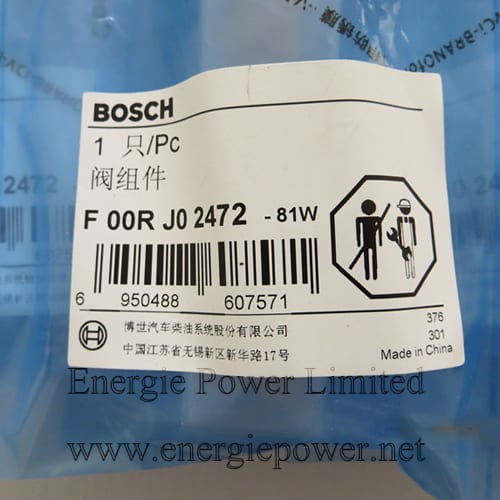 BOSCH
1 只/Pc
阀组件
F 00R J0 2472 - 81W
6 950488 607571
博世汽车柴油系统股份有限公司
中国江苏省无锡新区新华路17号
376
301
Made in China
2472
81W
Energie Power Limited
www.energiepower.net